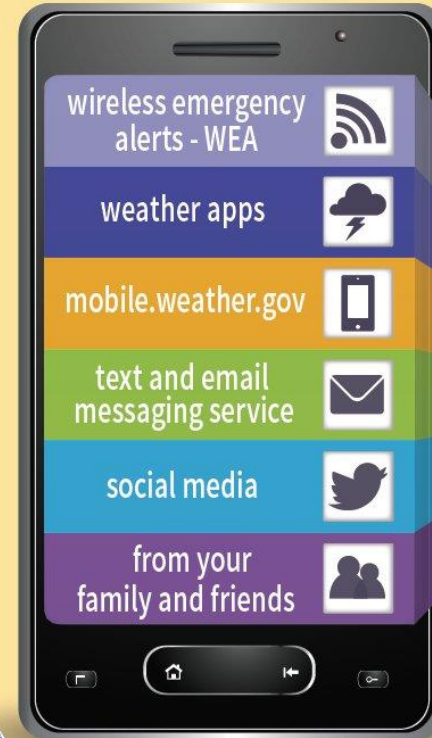 wireless emergency
alerts - WEA
weather apps
mobile.weather.gov
text and email
messaging service
social media
from your
family and friends